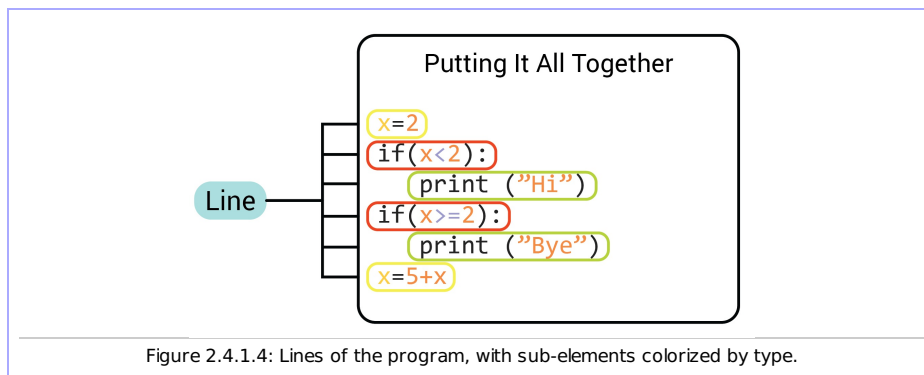 Putting It All Together
x=2
if(x<2):
print (”Hi”)
Line
if(x>=2):
print (”Bye”)
x=5+x
Figure 2.4.1.4: Lines of the program, with sub-elements colorized by type.